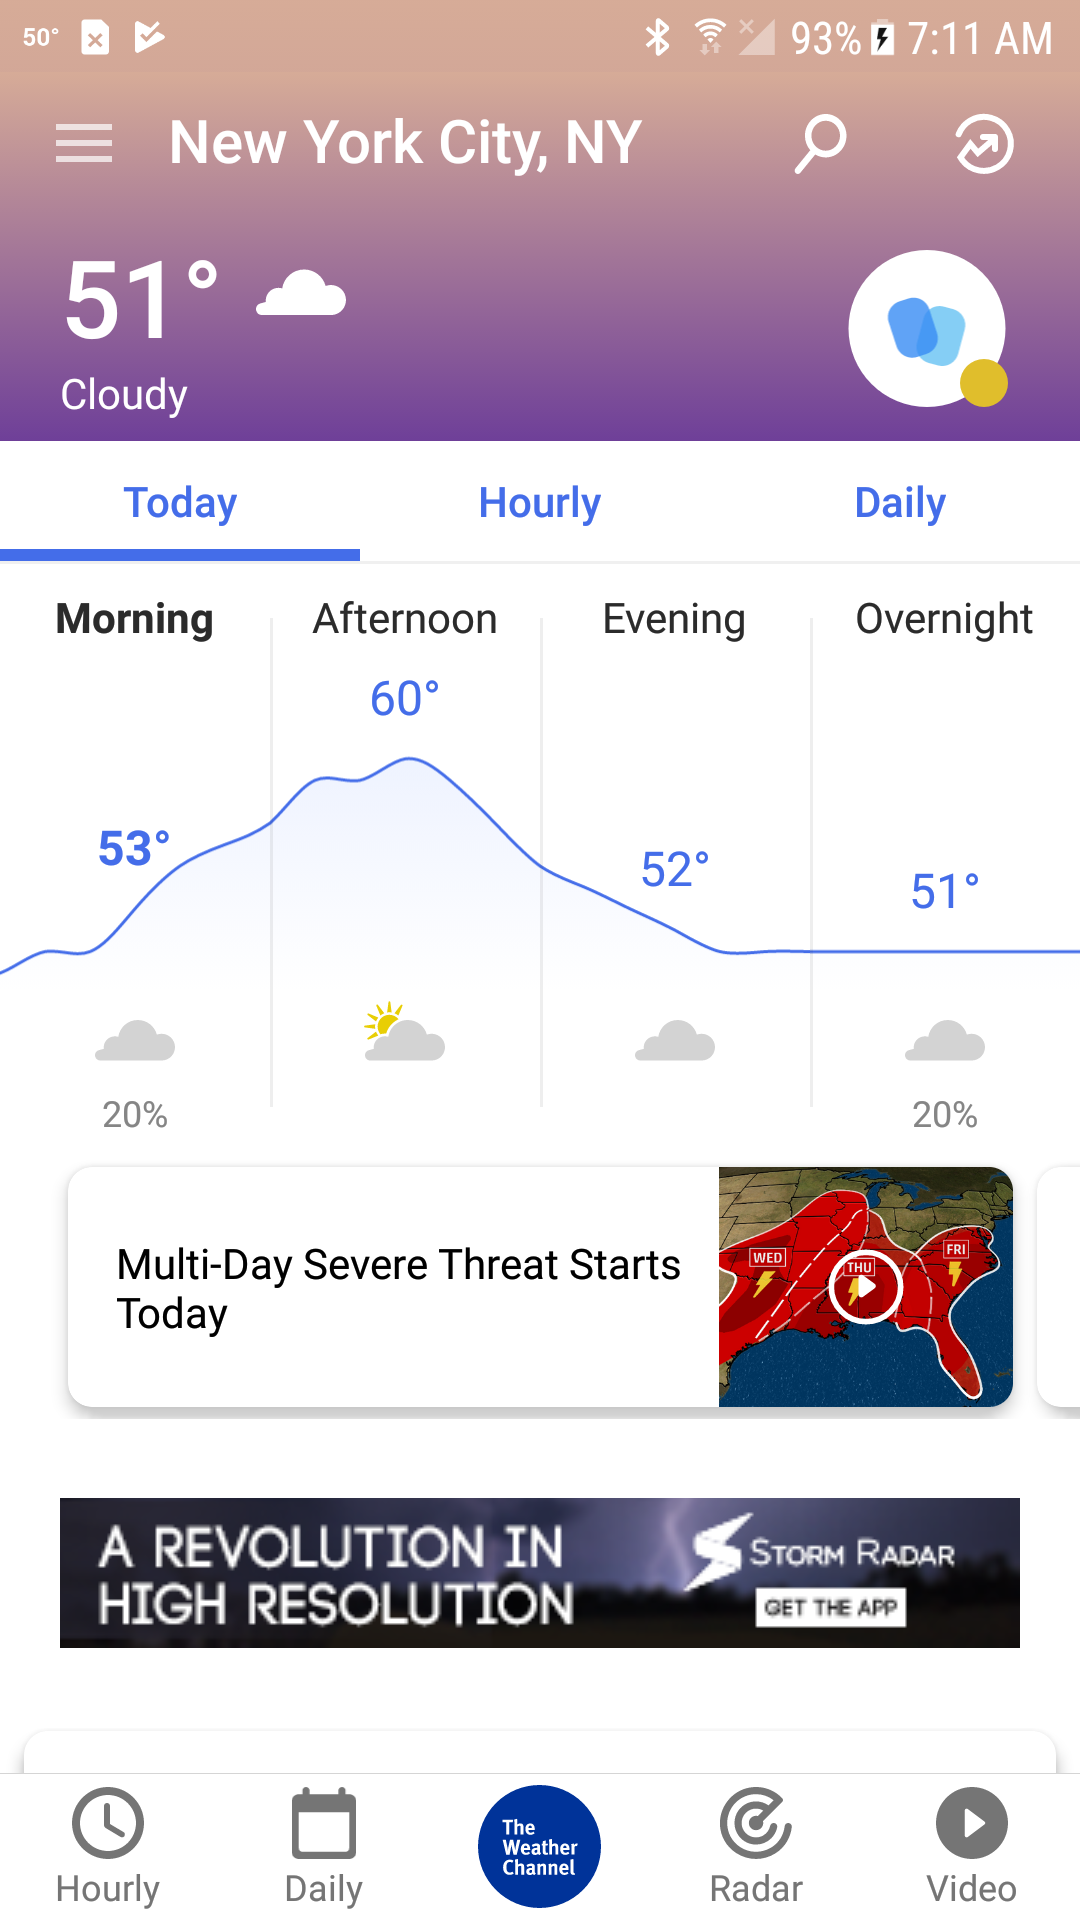 50°
93% 7:11 AM
New York City, NY
51°
Cloudy
Today Hourly Daily
Morning Afternoon Evening Overnight
60°
53°
52°
51°
20% 20%
Multi-Day Severe Threat Starts
Today
WED
THU
FRI
A REVOLUTION IN
HIGH RESOLUTION
STORM RADAR
GET THE APP
The
Weather
Channel
Hourly Daily Radar Video